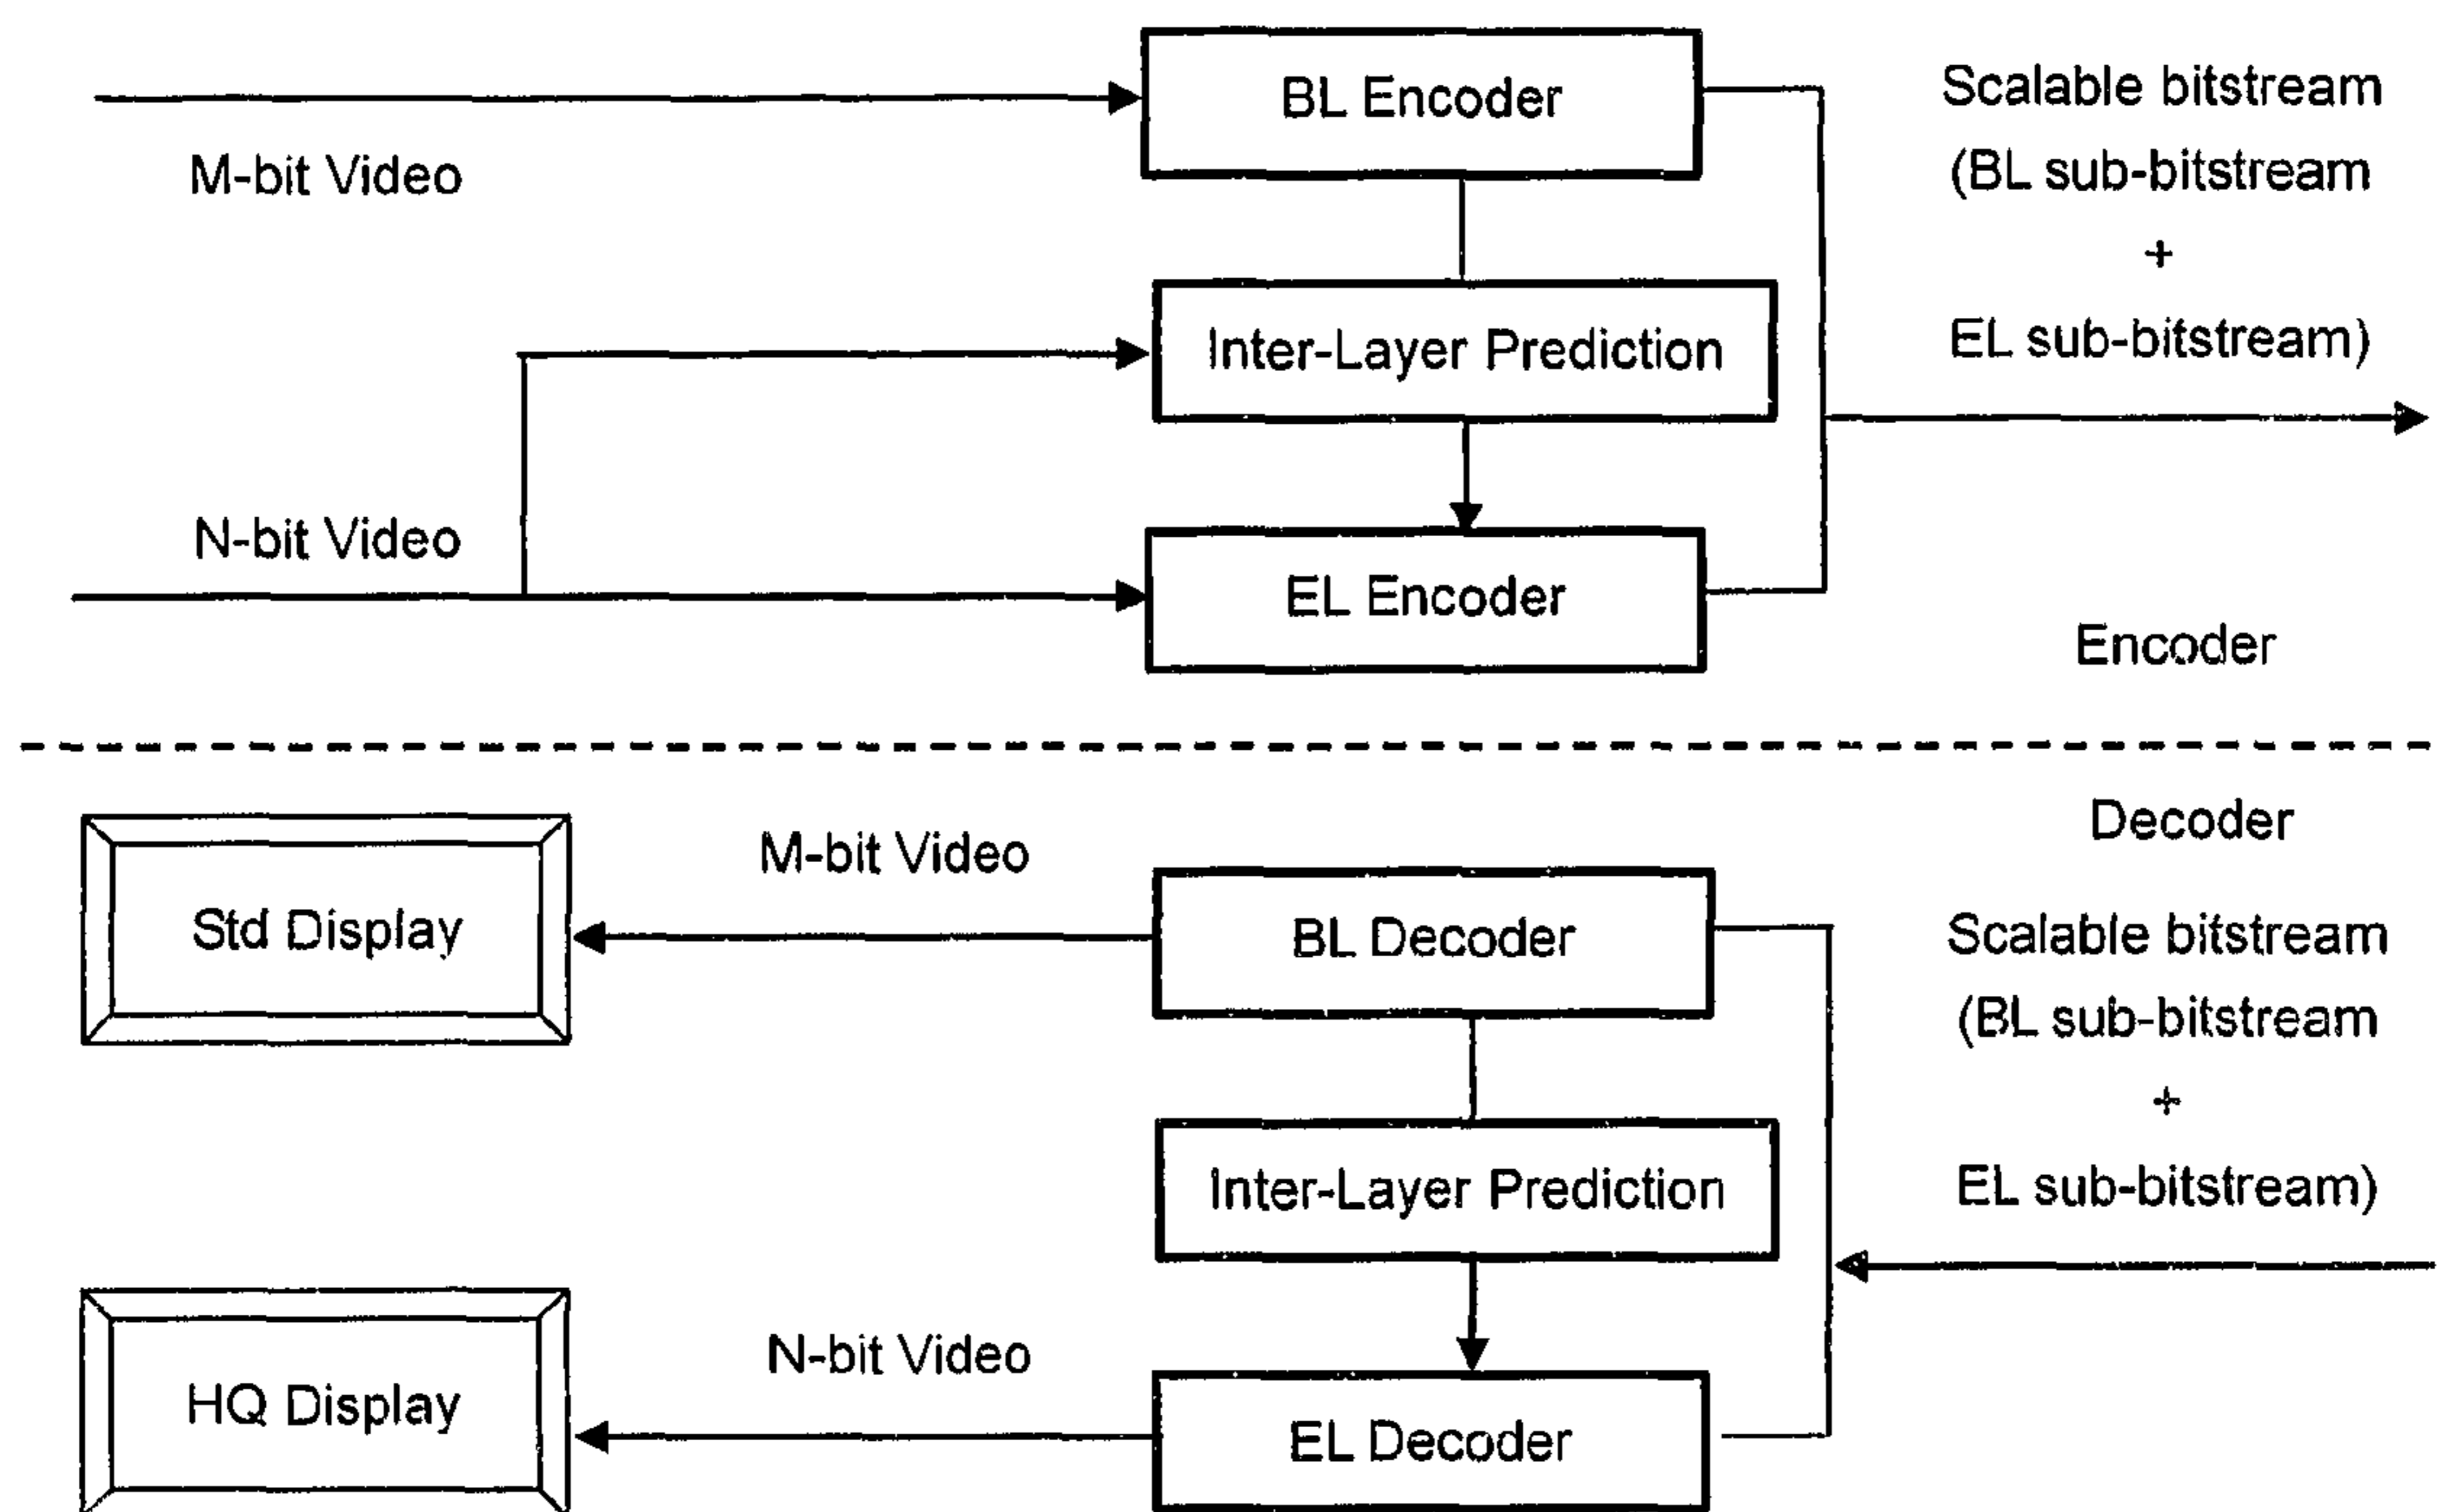 BL Encoder
M-bit Video
Scalable bitstream
(BL sub-bitstream
+
EL sub-bitstream)
Inter-Layer Prediction
N-bit Video
EL Encoder
Encoder
Decoder
M-bit Video
Std Display
BL Decoder
Scalable bitstream
(BL sub-bitstream
+
EL sub-bitstream)
Inter-Layer Prediction
N-bit Video
HQ Display
EL Decoder